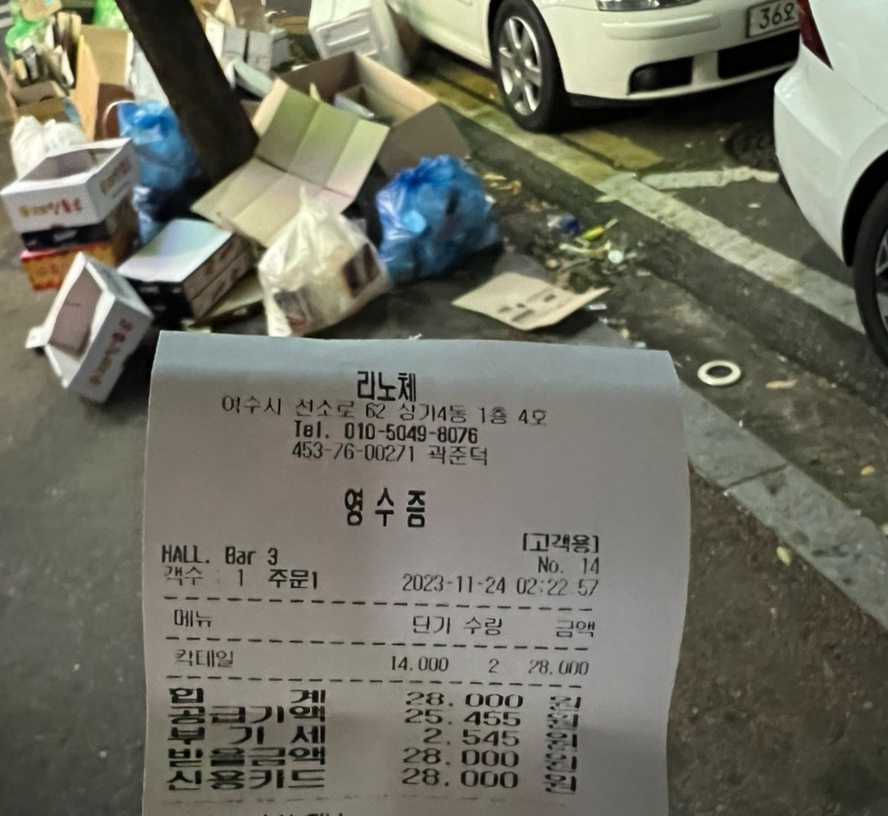 36오
리노체
여수시 선소로 62 상가4동 1층 4호
Tel. 010-5049-8076
453-76-00271 곽준덕
영수증
[고객용]
HALL. Bar 3
No. 14
객수 : 1 주문1
2023-11-24 02:22:57
메뉴 단가 수량 금액
칵테일 14.000 2 28.000
합 계 28.000 원
공급가액 25.455 원
부 가 세 2.545 원
받을금액 28.000 원
신용카드 28.000 원